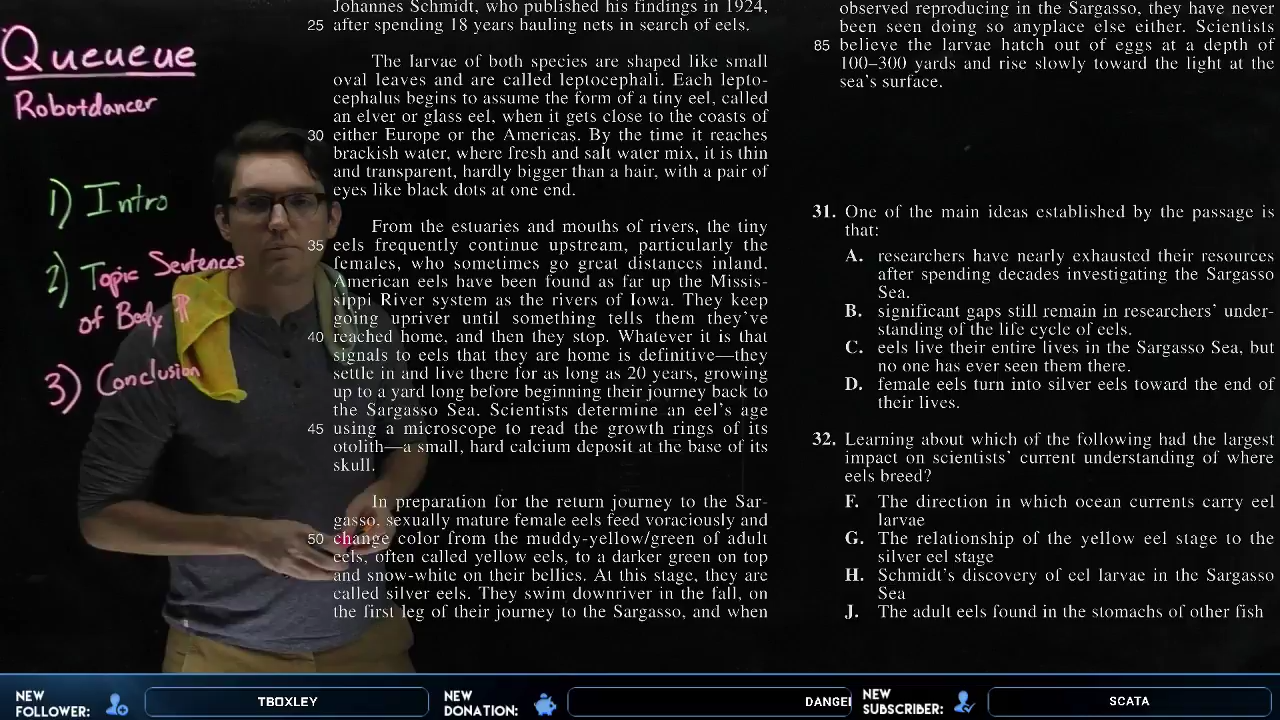 Queueue
Robotdancer
1) Intro
2) Topic Sentences
of Body ¶
3) Conclusion
Johannes Schmidt, who published his findings in 1924,
25 after spending 18 years hauling nets in search of eels.
The larvae of both species are shaped like small
oval leaves and are called leptocephali. Each lepto-
cephalus begins to assume the form of a tiny eel, called
an elver or glass eel, when it gets close to the coasts of
30 either Europe or the Americas. By the time it reaches
brackish water, where fresh and salt water mix, it is thin
and transparent, hardly bigger than a hair, with a pair of
eyes like black dots at one end.
From the estuaries and mouths of rivers, the tiny
35 eels frequently continue upstream, particularly the
females, who sometimes go great distances inland.
American eels have been found as far up the Missis-
sippi River system as the rivers of Iowa. They keep
going upriver until something tells them they've
40 reached home, and then they stop. Whatever it is that
signals to eels that they are home is definitive—they
settle in and live there for as long as 20 years, growing
up to a yard long before beginning their journey back to
the Sargasso Sea. Scientists determine an eel's age
45 using a microscope to read the growth rings of its
otolith—a small, hard calcium deposit at the base of its
skull.
In preparation for the return journey to the Sar-
gasso, sexually mature female eels feed voraciously and
50 change color from the muddy-yellow/green of adult
eels, often called yellow eels, to a darker green on top
and snow-white on their bellies. At this stage, they are
called silver eels. They swim downriver in the fall, on
the first leg of their journey to the Sargasso, and when
observed reproducing in the Sargasso, they have never
been seen doing so anyplace else either. Scientists
85 believe the larvae hatch out of eggs at a depth of
100–300 yards and rise slowly toward the light at the
sea's surface.
31. One of the main ideas established by the passage is
that:
A. researchers have nearly exhausted their resources
after spending decades investigating the Sargasso
Sea.
B. significant gaps still remain in researchers' under-
standing of the life cycle of eels.
C. eels live their entire lives in the Sargasso Sea, but
no one has ever seen them there.
D. female eels turn into silver eels toward the end of
their lives.
32. Learning about which of the following had the largest
impact on scientists' current understanding of where
eels breed?
F. The direction in which ocean currents carry eel
larvae
G. The relationship of the yellow eel stage to the
silver eel stage
H. Schmidt's discovery of eel larvae in the Sargasso
Sea
J. The adult eels found in the stomachs of other fish
NEW
FOLLOWER:
TBOXLEY
NEW
DONATION:
DANGE
NEW
SUBSCRIBER:
SCATA